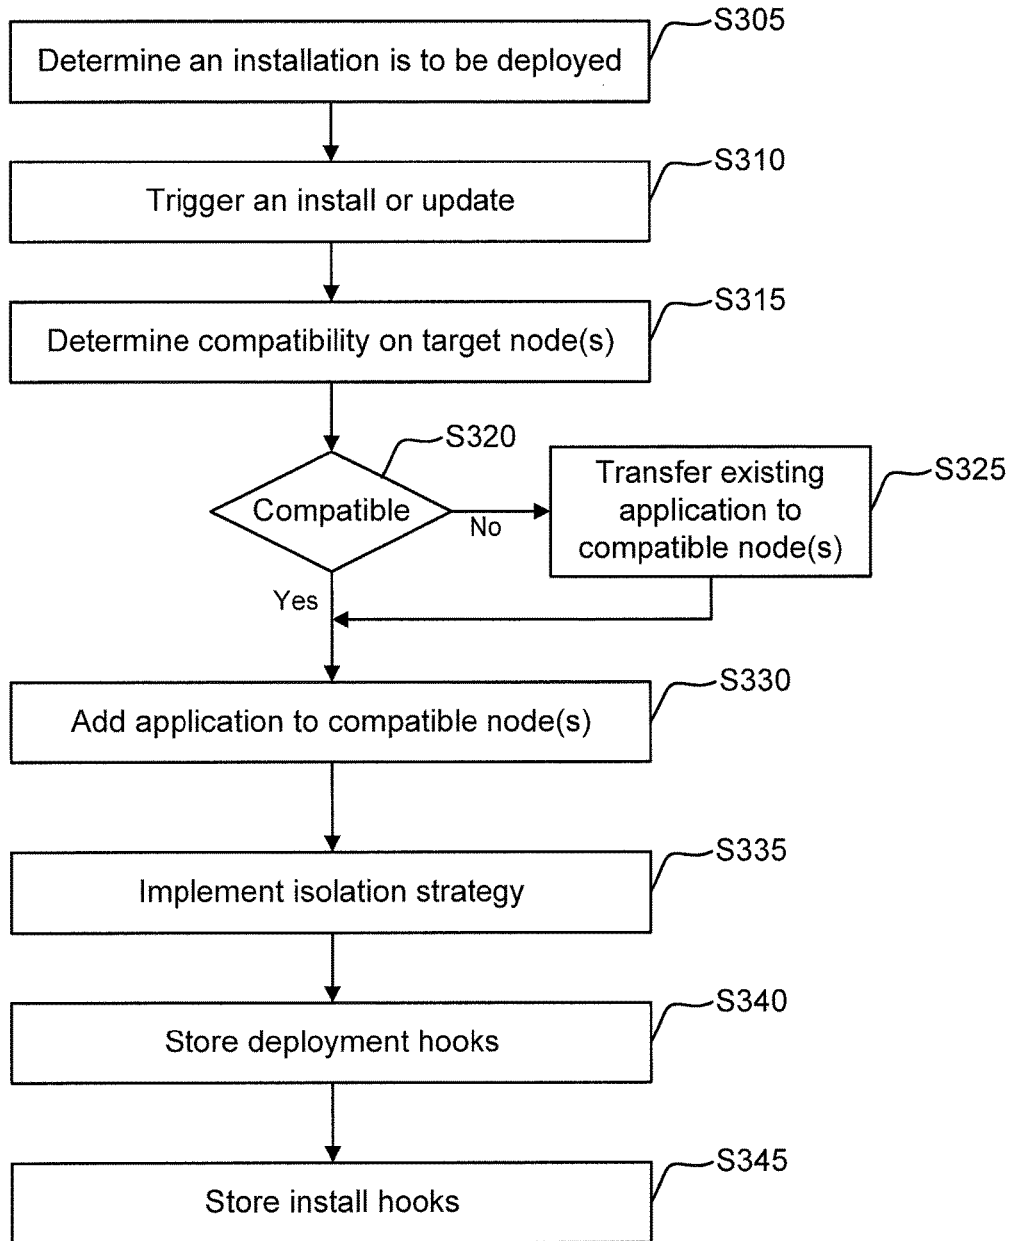 S305
Determine an installation is to be deployed
S310
Trigger an install or update
S315
Determine compatibility on target node(s)
S320
Compatible
No
Yes
Transfer existing
application to
compatible node(s)
S325
S330
Add application to compatible node(s)
S335
Implement isolation strategy
S340
Store deployment hooks
S345
Store install hooks